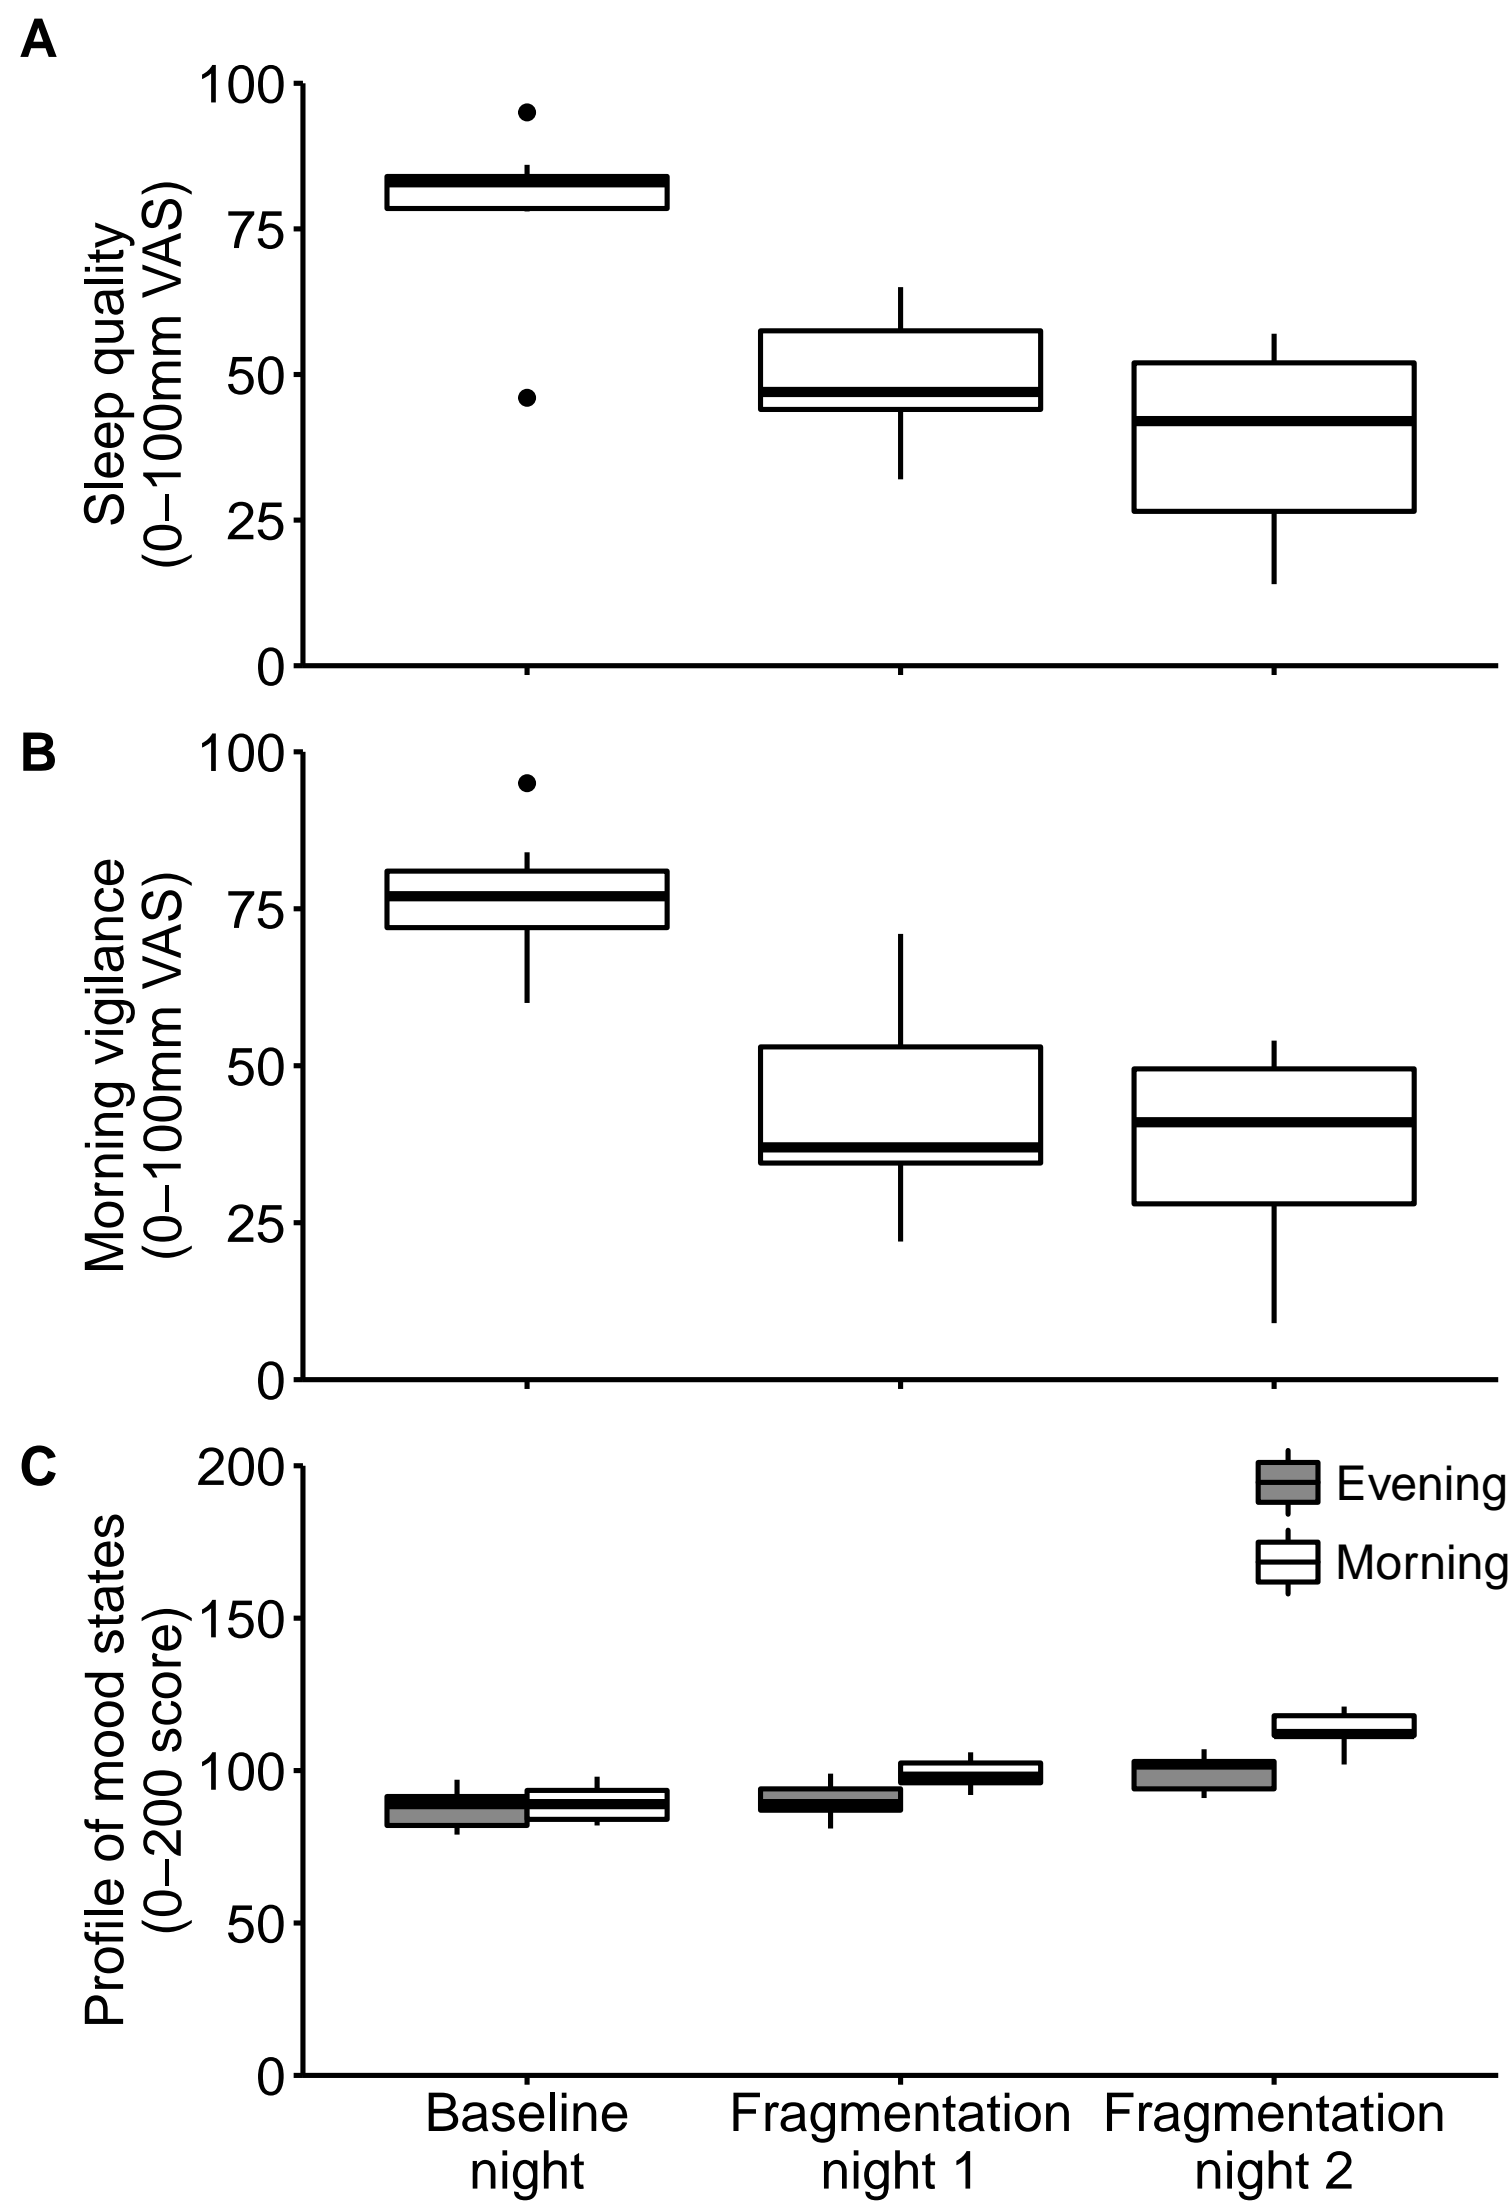 A
Sleep quality
(0–100mm VAS)
100
75
50
25
0
B
Morning vigilance
(0–100mm VAS)
100
75
50
25
0
C
Profile of mood states
(0–200 score)
200
150
100
50
0
Evening
Morning
Baseline
night
Fragmentation
night 1
Fragmentation
night 2